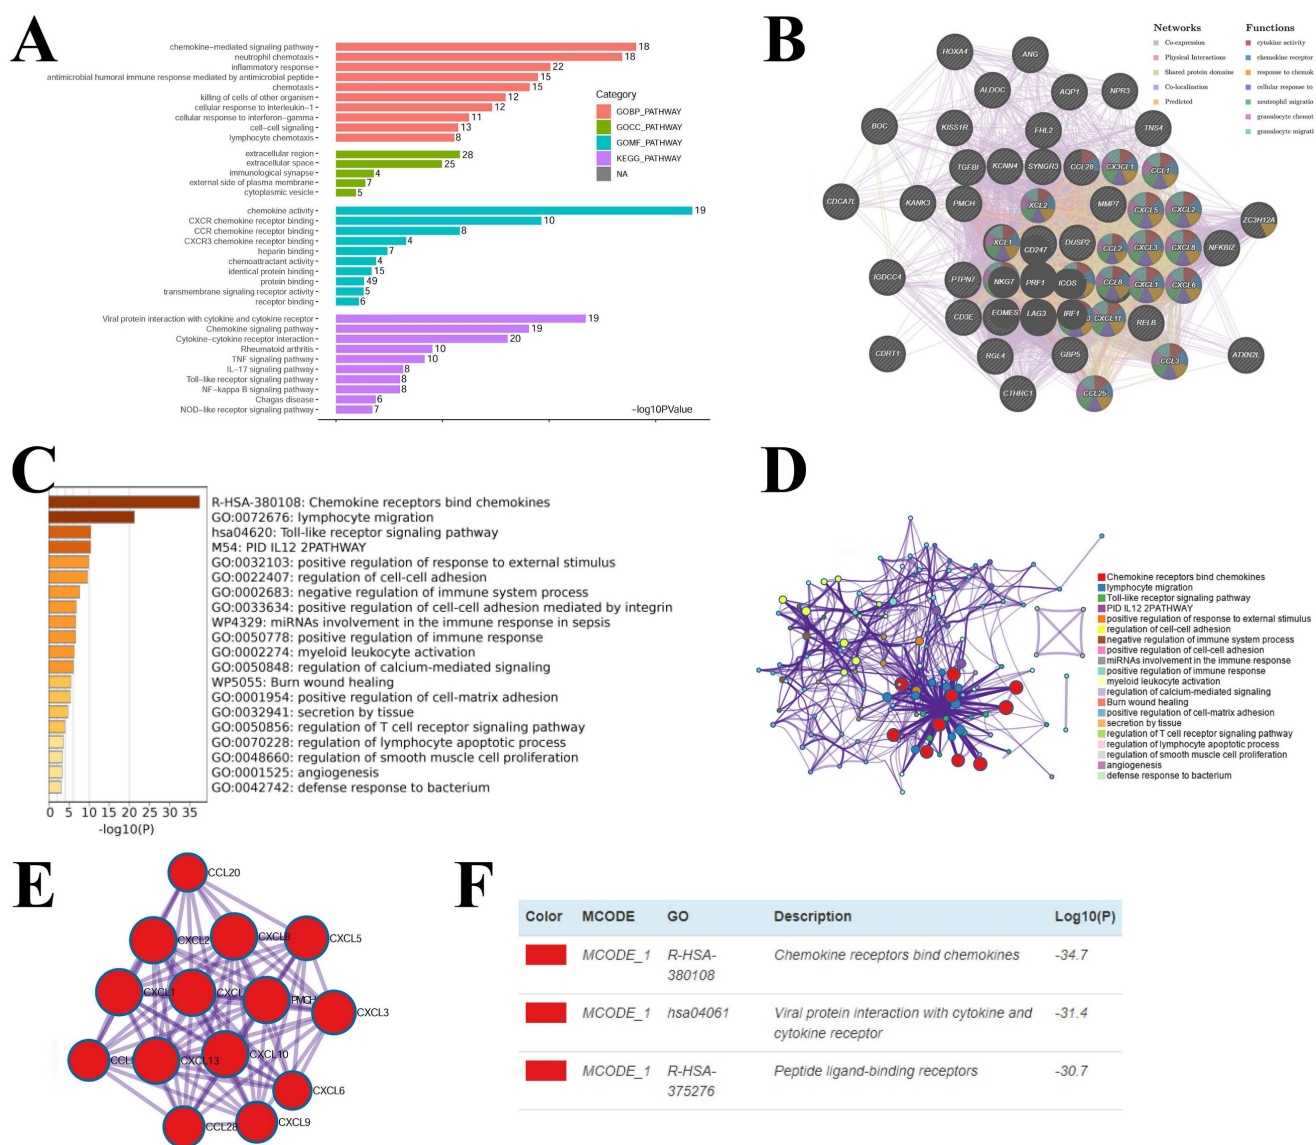 A
chemokine-mediated signaling pathway
18
neutrophil chemotaxis
18
inflammatory response
22
antimicrobial humoral immune response mediated by antimicrobial peptide
15
chemotaxis
15
killing of cells of other organism
12
cellular response to interleukin-1
12
cellular response to interferon-gamma
11
cell-cell signaling
13
lymphocyte chemotaxis
8
extracellular region
28
extracellular space
25
immunological synapse
4
external side of plasma membrane
7
cytoplasmic vesicle
5
chemokine activity
19
CXCR chemokine receptor binding
10
CCR chemokine receptor binding
8
CXCR3 chemokine receptor binding
4
heparin binding
7
chemoattractant activity
4
identical protein binding
15
protein binding
49
transmembrane signaling receptor activity
5
receptor binding
6
Viral protein interaction with cytokine and cytokine receptor
19
Chemokine signaling pathway
19
Cytokine-cytokine receptor interaction
20
Rheumatoid arthritis
10
TNF signaling pathway
10
IL-17 signaling pathway
8
Toll-like receptor signaling pathway
8
NF-kappa B signaling pathway
8
Chagas disease
6
NOD-like receptor signaling pathway
7
-log10PValue
Category
GOBP_PATHWAY
GOCC_PATHWAY
GOMF_PATHWAY
KEGG_PATHWAY
NA
B
Networks
Co-expression
Physical Interactions
Shared protein domains
Co-localization
Predicted
Functions
cytokine activity
chemokine receptor
response to chemok
cellular response to
neutrophil migratio
granulocyte chemot
granulocyte migrati
HOXA4
ANG
ALDOC
AQP1
NPR3
BOC
KISS1R
FHL2
TNS4
TGFBI
KCNN4
SYNGR3
CCL28
CX3CL1
CCL1
CDCA7L
KANK3
PMCH
XCL2
MMP7
CXCL5
CXCL2
ZC3H12A
XCL1
CD247
DUSP2
CCL2
CXCL3
CXCL8
NFKBIZ
IGDCC4
PTPN7
NKG7
PRF1
ICOS
CCL8
CXCL1
CXCL6
CD3E
EOMES
LAG3
IRF1
CXCL11
RELB
CDRT1
RGL4
GBP5
CCL3
ATXN2L
CTHRC1
CCL25
C
R-HSA-380108: Chemokine receptors bind chemokines
GO:0072676: lymphocyte migration
hsa04620: Toll-like receptor signaling pathway
M54: PID IL12 2PATHWAY
GO:0032103: positive regulation of response to external stimulus
GO:0022407: regulation of cell-cell adhesion
GO:0002683: negative regulation of immune system process
GO:0033634: positive regulation of cell-cell adhesion mediated by integrin
WP4329: miRNAs involvement in the immune response in sepsis
GO:0050778: positive regulation of immune response
GO:0002274: myeloid leukocyte activation
GO:0050848: regulation of calcium-mediated signaling
WP5055: Burn wound healing
GO:0001954: positive regulation of cell-matrix adhesion
GO:0032941: secretion by tissue
GO:0050856: regulation of T cell receptor signaling pathway
GO:0070228: regulation of lymphocyte apoptotic process
GO:0048660: regulation of smooth muscle cell proliferation
GO:0001525: angiogenesis
GO:0042742: defense response to bacterium
0 5 10 15 20 25 30 35
-log10(P)
D
Chemokine receptors bind chemokines
lymphocyte migration
Toll-like receptor signaling pathway
PID IL12 2PATHWAY
positive regulation of response to external stimulus
regulation of cell-cell adhesion
negative regulation of immune system process
positive regulation of cell-cell adhesion
miRNAs involvement in the immune response
positive regulation of immune response
myeloid leukocyte activation
regulation of calcium-mediated signaling
Burn wound healing
positive regulation of cell-matrix adhesion
secretion by tissue
regulation of T cell receptor signaling pathway
regulation of lymphocyte apoptotic process
regulation of smooth muscle cell proliferation
angiogenesis
defense response to bacterium
E
CCL20
CXCL2
CXCL8
CXCL5
CXCL1
CXCL
PMCH
CXCL3
CCL
CXCL13
CXCL10
CXCL6
CCL28
CXCL9
F
Color MCODE GO Description Log10(P)
MCODE_1 R-HSA- Chemokine receptors bind chemokines -34.7
380108
MCODE_1 hsa04061 Viral protein interaction with cytokine and -31.4
cytokine receptor
MCODE_1 R-HSA- Peptide ligand-binding receptors -30.7
375276